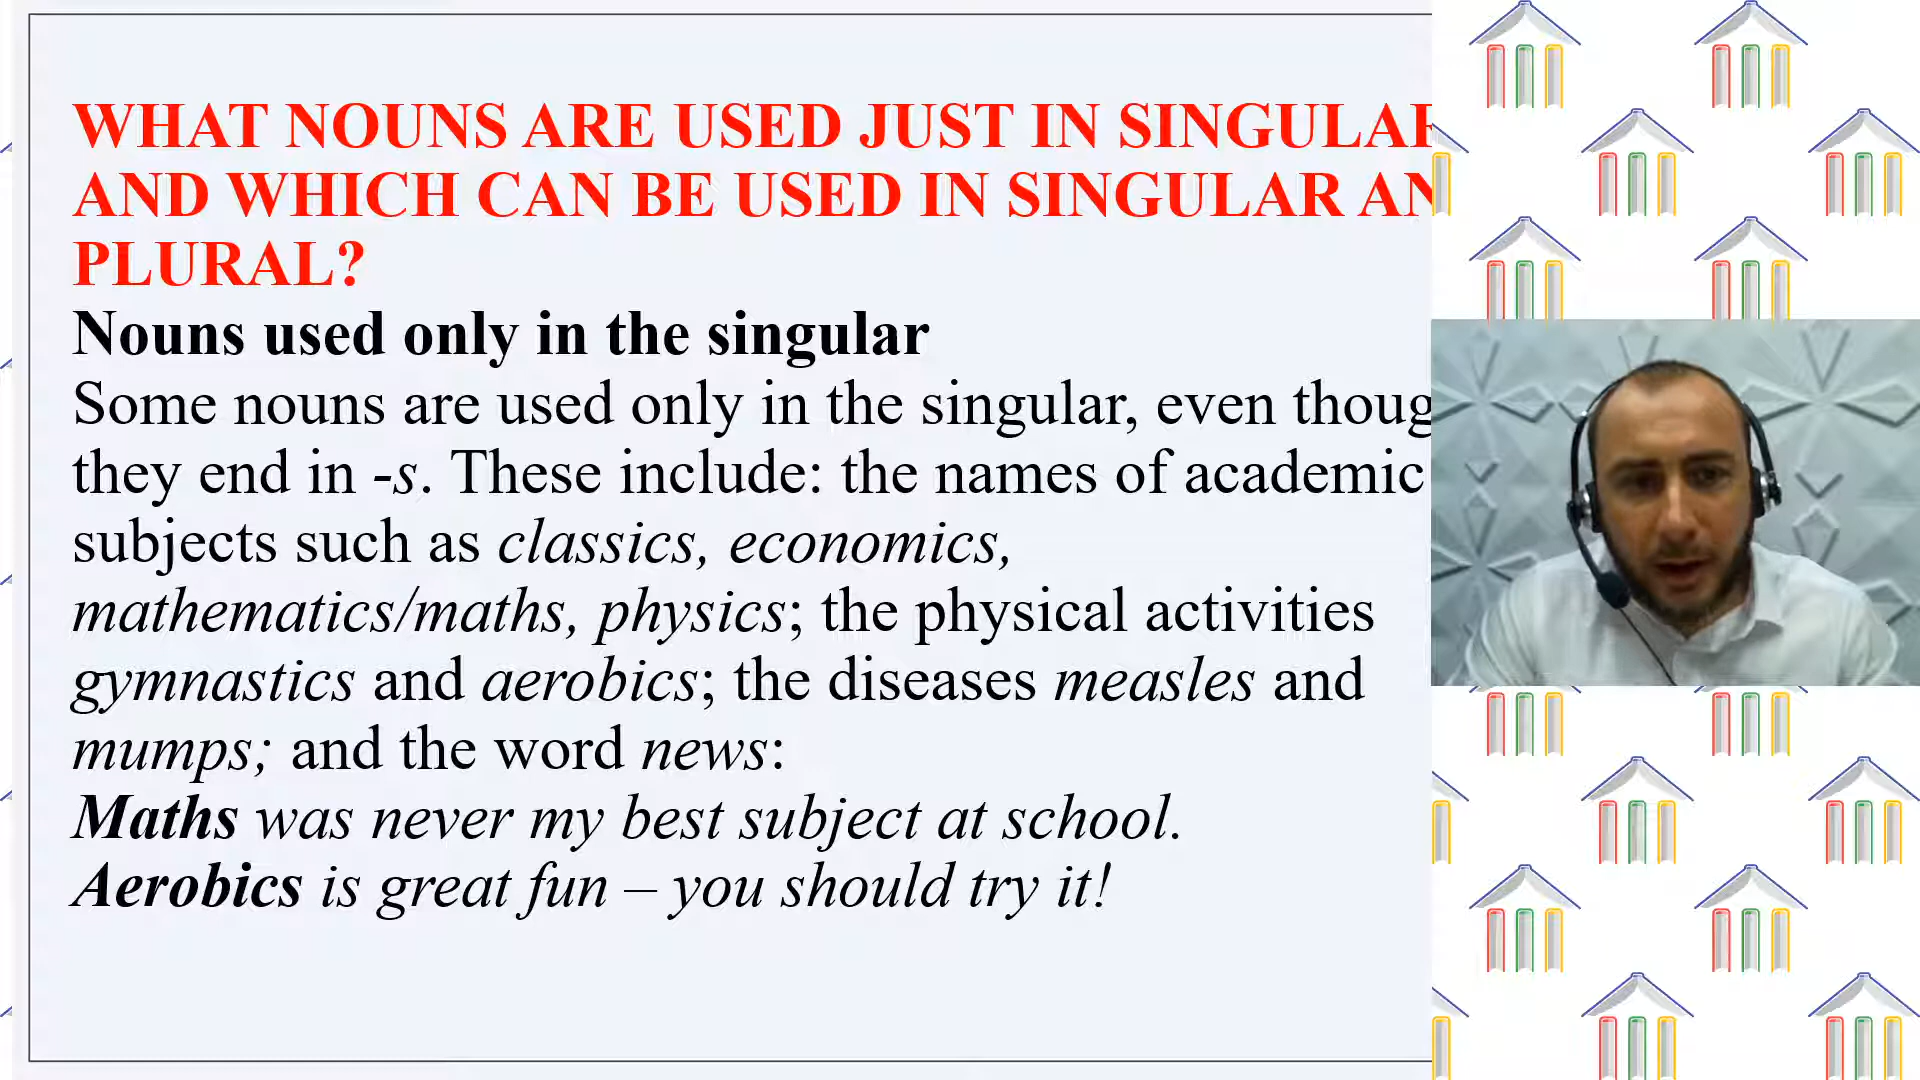 WHAT NOUNS ARE USED JUST IN SINGULAR
AND WHICH CAN BE USED IN SINGULAR AN
PLURAL?
Nouns used only in the singular
Some nouns are used only in the singular, even thoug
they end in -s. These include: the names of academic
subjects such as classics, economics,
mathematics/maths, physics; the physical activities
gymnastics and aerobics; the diseases measles and
mumps; and the word news:
Maths was never my best subject at school.
Aerobics is great fun – you should try it!